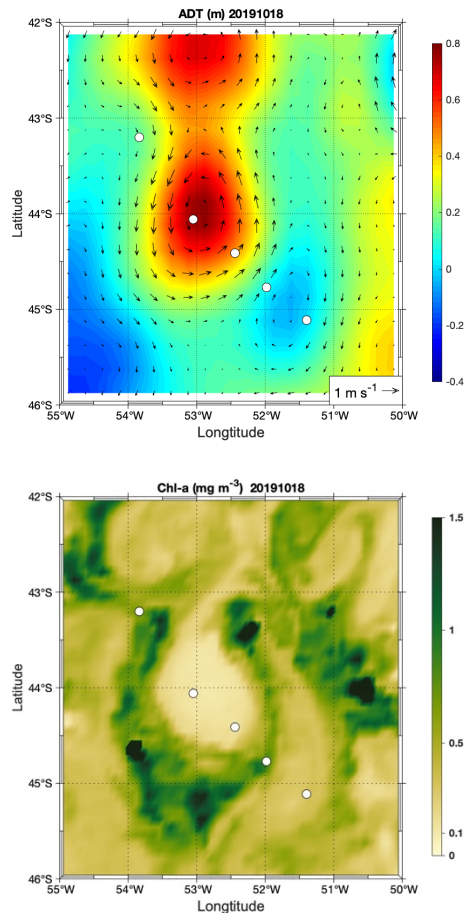 ADT (m) 20191018
42°S
43°S
44°S
45°S
46°S
Latitude
55°W 54°W 53°W 52°W 51°W 50°W
Longtitude
1 m s⁻¹
0.8
0.6
0.4
0.2
0
-0.2
-0.4
Chl-a (mg m⁻³) 20191018
42°S
43°S
44°S
45°S
46°S
Latitude
55°W 54°W 53°W 52°W 51°W 50°W
Longtitude
1.5
1
0.5
0.1
0